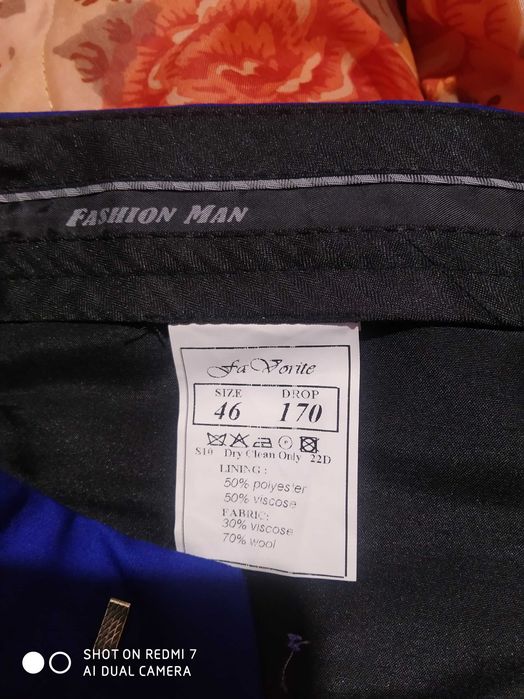 FASHION MAN
FaVorite
SIZE DROP
46 170
S10 Dry Clean Only 22D
LINING:
50% polyester
50% viscose
FABRIC:
30% viscose
70% wool
SHOT ON REDMI 7
AI DUAL CAMERA